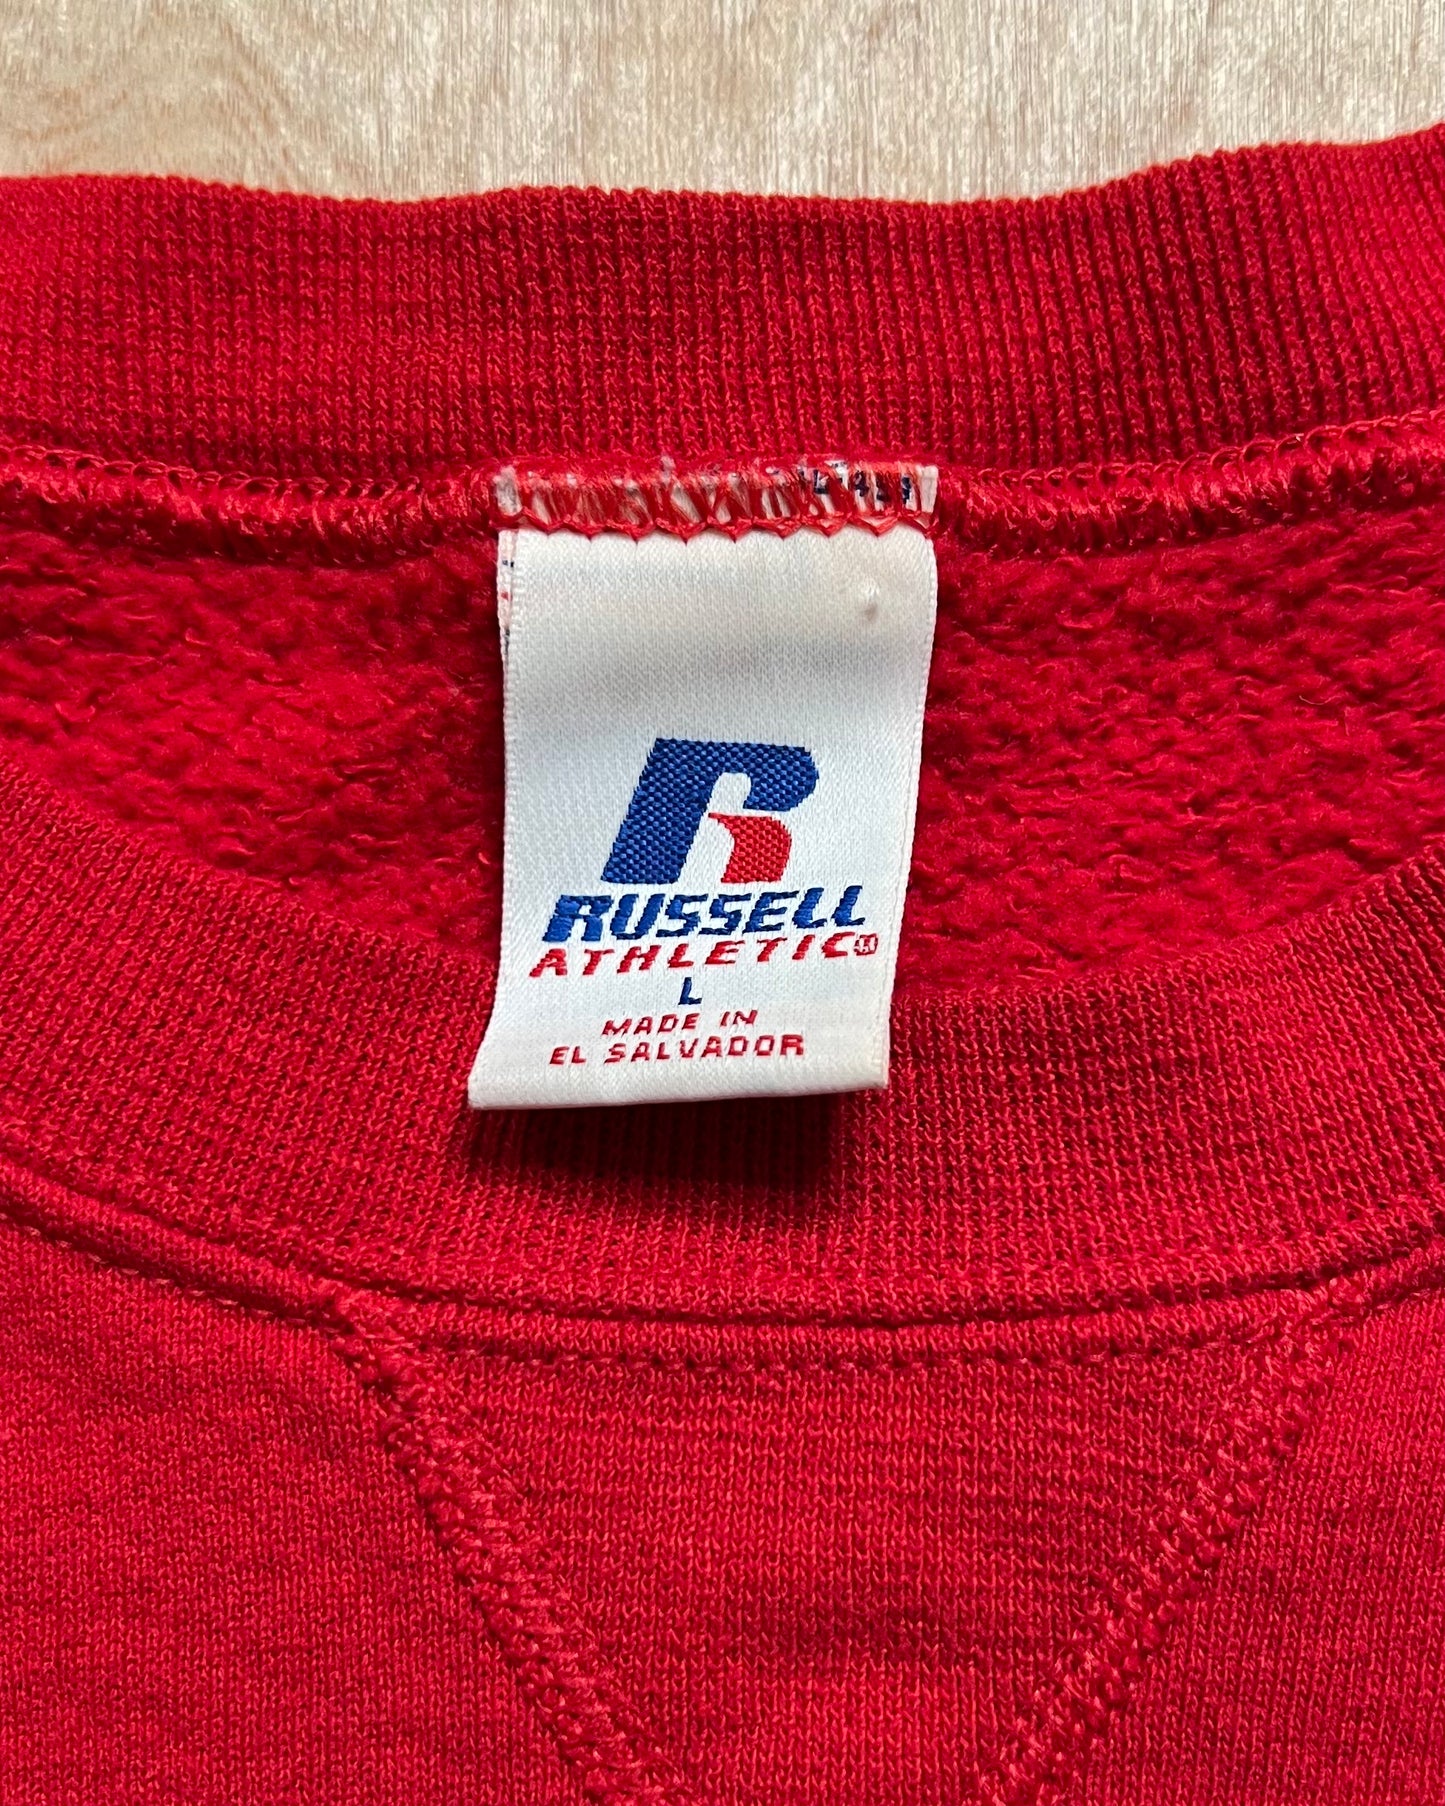 RUSSELL
ATHLETIC®
L
MADE IN
EL SALVADOR